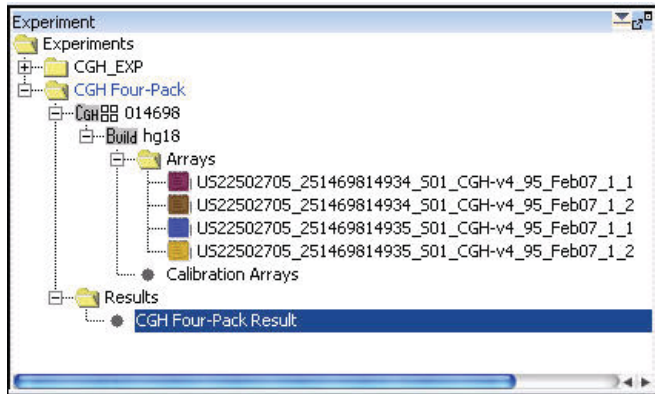 Experiment
Experiments
CGH_EXP
CGH Four-Pack
CGH 014698
Build hg18
Arrays
US22502705_251469814934_S01_CGH-v4_95_Feb07_1_1
US22502705_251469814934_S01_CGH-v4_95_Feb07_1_2
US22502705_251469814935_S01_CGH-v4_95_Feb07_1_1
US22502705_251469814935_S01_CGH-v4_95_Feb07_1_2
Calibration Arrays
Results
CGH Four-Pack Result